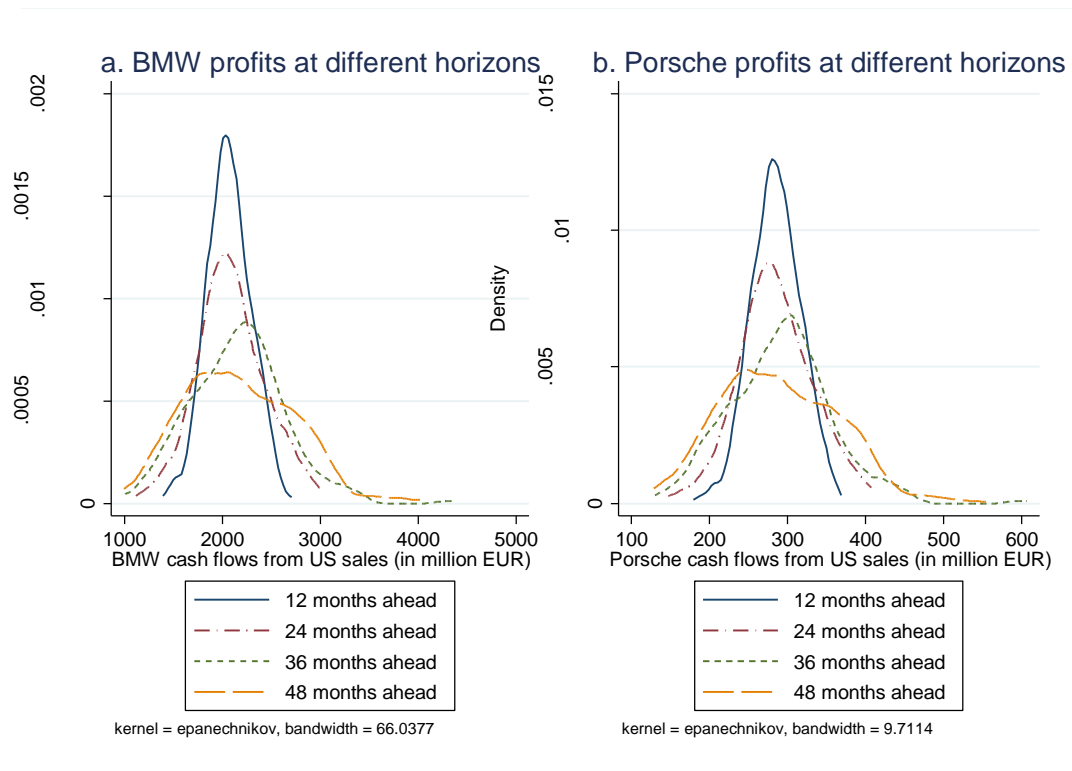 a. BMW profits at different horizons
.002
.0015
.001
.0005
0
1000 2000 3000 4000 5000
BMW cash flows from US sales (in million EUR)
12 months ahead
24 months ahead
36 months ahead
48 months ahead
kernel = epanechnikov, bandwidth = 66.0377
b. Porsche profits at different horizons
Density
.015
.01
.005
0
100 200 300 400 500 600
Porsche cash flows from US sales (in million EUR)
12 months ahead
24 months ahead
36 months ahead
48 months ahead
kernel = epanechnikov, bandwidth = 9.7114